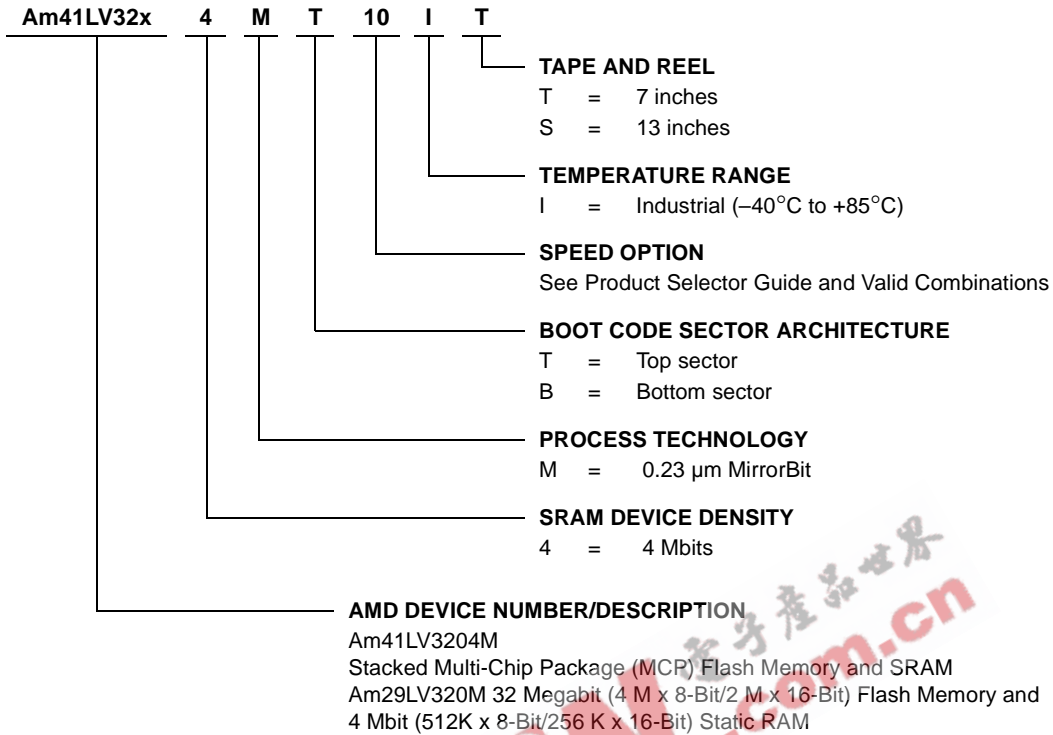 Am41LV32x 4 M T 10 I T
TAPE AND REEL
T = 7 inches
S = 13 inches
TEMPERATURE RANGE
I = Industrial (–40°C to +85°C)
SPEED OPTION
See Product Selector Guide and Valid Combinations
BOOT CODE SECTOR ARCHITECTURE
T = Top sector
B = Bottom sector
PROCESS TECHNOLOGY
M = 0.23 µm MirrorBit
SRAM DEVICE DENSITY
4 = 4 Mbits
AMD DEVICE NUMBER/DESCRIPTION
Am41LV3204M
Stacked Multi-Chip Package (MCP) Flash Memory and SRAM
Am29LV320M 32 Megabit (4 M x 8-Bit/2 M x 16-Bit) Flash Memory and
4 Mbit (512K x 8-Bit/256 K x 16-Bit) Static RAM
.com.cn